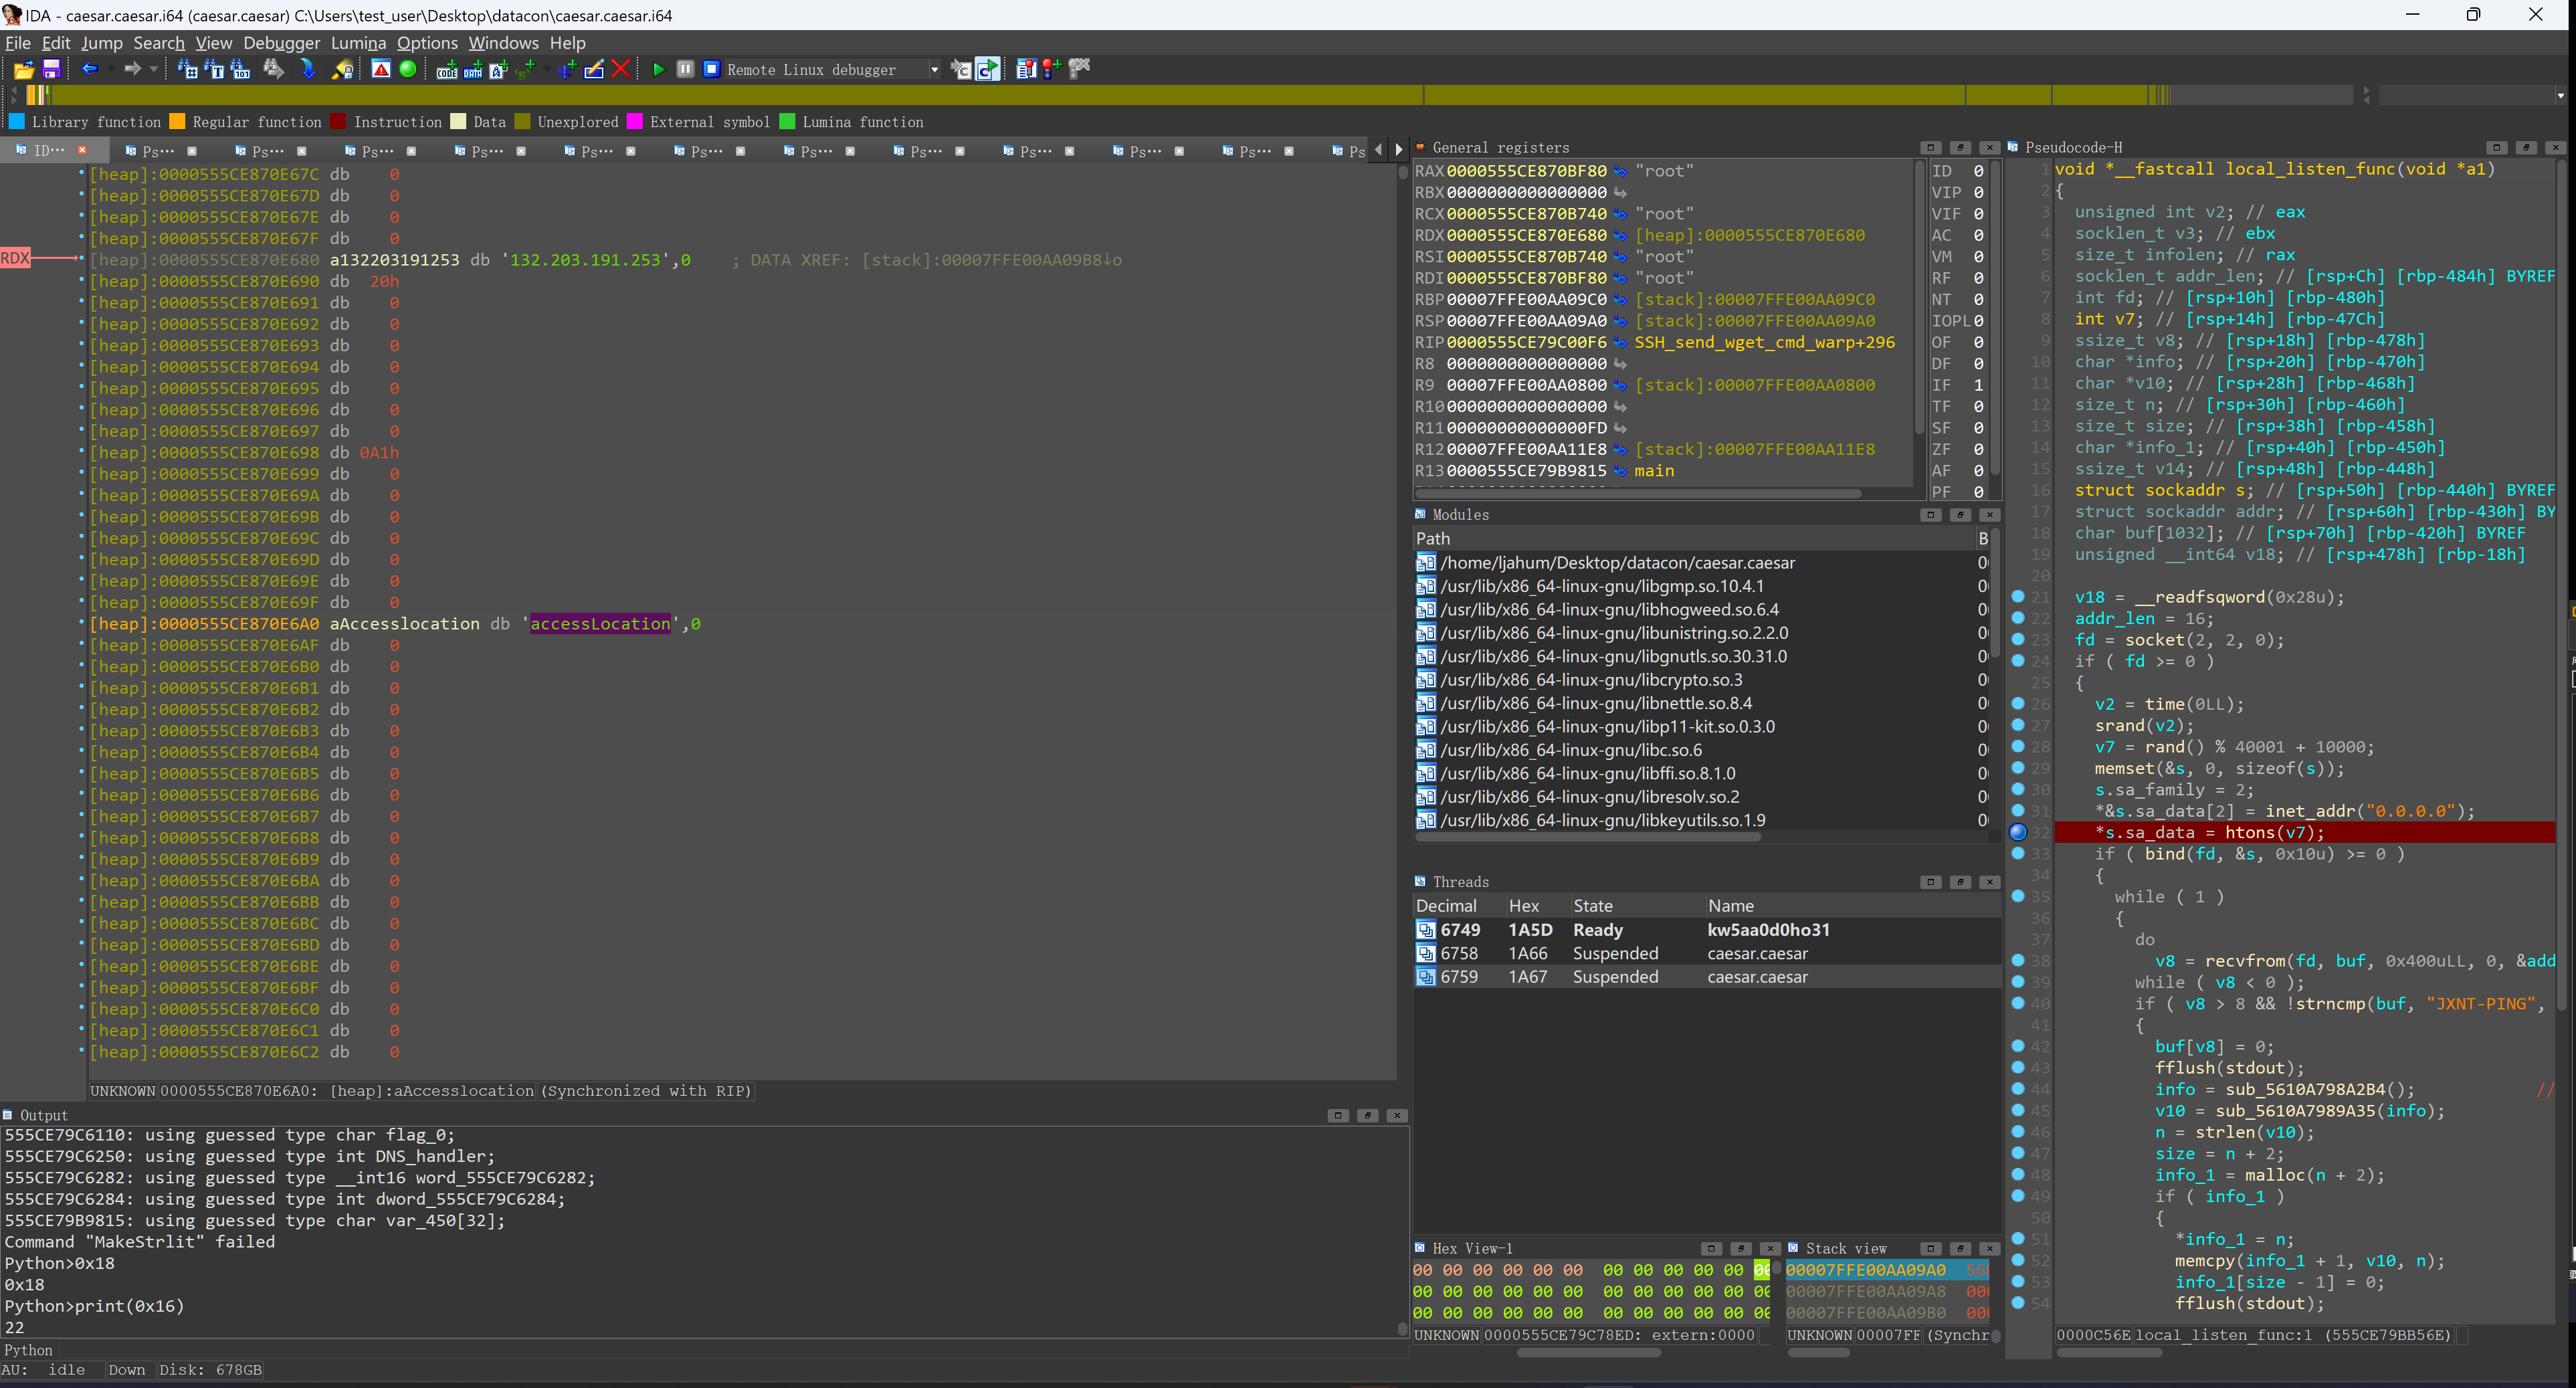 IDA - caesar.caesar.i64 (caesar.caesar) C:\Users\test_user\Desktop\datacon\caesar.caesar.i64
File Edit Jump Search View Debugger Lumina Options Windows Help
Remote Linux debugger
Library function Regular function Instruction Data Unexplored External symbol Lumina function
ID… Ps… Ps… Ps… Ps… Ps… Ps… Ps… Ps… Ps… Ps… Ps… Ps
[heap]:0000555CE870E67C db 0
[heap]:0000555CE870E67D db 0
[heap]:0000555CE870E67E db 0
[heap]:0000555CE870E67F db 0
RDX
[heap]:0000555CE870E680 a132203191253 db '132.203.191.253',0 ; DATA XREF: [stack]:00007FFE00AA09B8↓o
[heap]:0000555CE870E690 db 20h
[heap]:0000555CE870E691 db 0
[heap]:0000555CE870E692 db 0
[heap]:0000555CE870E693 db 0
[heap]:0000555CE870E694 db 0
[heap]:0000555CE870E695 db 0
[heap]:0000555CE870E696 db 0
[heap]:0000555CE870E697 db 0
[heap]:0000555CE870E698 db 0A1h
[heap]:0000555CE870E699 db 0
[heap]:0000555CE870E69A db 0
[heap]:0000555CE870E69B db 0
[heap]:0000555CE870E69C db 0
[heap]:0000555CE870E69D db 0
[heap]:0000555CE870E69E db 0
[heap]:0000555CE870E69F db 0
[heap]:0000555CE870E6A0 aAccesslocation db 'accessLocation',0
[heap]:0000555CE870E6AF db 0
[heap]:0000555CE870E6B0 db 0
[heap]:0000555CE870E6B1 db 0
[heap]:0000555CE870E6B2 db 0
[heap]:0000555CE870E6B3 db 0
[heap]:0000555CE870E6B4 db 0
[heap]:0000555CE870E6B5 db 0
[heap]:0000555CE870E6B6 db 0
[heap]:0000555CE870E6B7 db 0
[heap]:0000555CE870E6B8 db 0
[heap]:0000555CE870E6B9 db 0
[heap]:0000555CE870E6BA db 0
[heap]:0000555CE870E6BB db 0
[heap]:0000555CE870E6BC db 0
[heap]:0000555CE870E6BD db 0
[heap]:0000555CE870E6BE db 0
[heap]:0000555CE870E6BF db 0
[heap]:0000555CE870E6C0 db 0
[heap]:0000555CE870E6C1 db 0
[heap]:0000555CE870E6C2 db 0
UNKNOWN 0000555CE870E6A0: [heap]:aAccesslocation (Synchronized with RIP)
Output
555CE79C6110: using guessed type char flag_0;
555CE79C6250: using guessed type int DNS_handler;
555CE79C6282: using guessed type __int16 word_555CE79C6282;
555CE79C6284: using guessed type int dword_555CE79C6284;
555CE79B9815: using guessed type char var_450[32];
Command "MakeStrlit" failed
Python>0x18
0x18
Python>print(0x16)
22
Python
AU: idle Down Disk: 678GB
General registers
RAX 0000555CE870BF80 "root"
RBX 0000000000000000
RCX 0000555CE870B740 "root"
RDX 0000555CE870E680 [heap]:0000555CE870E680
RSI 0000555CE870B740 "root"
RDI 0000555CE870BF80 "root"
RBP 00007FFE00AA09C0 [stack]:00007FFE00AA09C0
RSP 00007FFE00AA09A0 [stack]:00007FFE00AA09A0
RIP 0000555CE79C00F6 SSH_send_wget_cmd_warp+296
R8 0000000000000000
R9 00007FFE00AA0800 [stack]:00007FFE00AA0800
R10 0000000000000000
R11 00000000000000FD
R12 00007FFE00AA11E8 [stack]:00007FFE00AA11E8
R13 0000555CE79B9815 main
ID 0
VIP 0
VIF 0
AC 0
VM 0
RF 0
NT 0
IOPL 0
OF 0
DF 0
IF 1
TF 0
SF 0
ZF 0
AF 0
PF 0
Modules
Path B
/home/ljahum/Desktop/datacon/caesar.caesar 0
/usr/lib/x86_64-linux-gnu/libgmp.so.10.4.1 0
/usr/lib/x86_64-linux-gnu/libhogweed.so.6.4 0
/usr/lib/x86_64-linux-gnu/libunistring.so.2.2.0 0
/usr/lib/x86_64-linux-gnu/libgnutls.so.30.31.0 0
/usr/lib/x86_64-linux-gnu/libcrypto.so.3 0
/usr/lib/x86_64-linux-gnu/libnettle.so.8.4 0
/usr/lib/x86_64-linux-gnu/libp11-kit.so.0.3.0 0
/usr/lib/x86_64-linux-gnu/libc.so.6 0
/usr/lib/x86_64-linux-gnu/libffi.so.8.1.0 0
/usr/lib/x86_64-linux-gnu/libresolv.so.2 0
/usr/lib/x86_64-linux-gnu/libkeyutils.so.1.9 0
Threads
Decimal Hex State Name
6749 1A5D Ready kw5aa0d0ho31
6758 1A66 Suspended caesar.caesar
6759 1A67 Suspended caesar.caesar
Hex View-1
00 00 00 00 00 00 00 00 00 00 00 00
00 00 00 00 00 00 00 00 00 00 00 00
00 00 00 00 00 00 00 00 00 00 00 00
UNKNOWN 0000555CE79C78ED: extern:0000
Stack view
00007FFE00AA09A0 56
00007FFE00AA09A8 00
00007FFE00AA09B0 00
UNKNOWN 00007FF (Synchr
Pseudocode-H
1 void *__fastcall local_listen_func(void *a1)
2 {
3 unsigned int v2; // eax
4 socklen_t v3; // ebx
5 size_t infolen; // rax
6 socklen_t addr_len; // [rsp+Ch] [rbp-484h] BYREF
7 int fd; // [rsp+10h] [rbp-480h]
8 int v7; // [rsp+14h] [rbp-47Ch]
9 ssize_t v8; // [rsp+18h] [rbp-478h]
10 char *info; // [rsp+20h] [rbp-470h]
11 char *v10; // [rsp+28h] [rbp-468h]
12 size_t n; // [rsp+30h] [rbp-460h]
13 size_t size; // [rsp+38h] [rbp-458h]
14 char *info_1; // [rsp+40h] [rbp-450h]
15 ssize_t v14; // [rsp+48h] [rbp-448h]
16 struct sockaddr s; // [rsp+50h] [rbp-440h] BYREF
17 struct sockaddr addr; // [rsp+60h] [rbp-430h] BY
18 char buf[1032]; // [rsp+70h] [rbp-420h] BYREF
19 unsigned __int64 v18; // [rsp+478h] [rbp-18h]
20
21 v18 = __readfsqword(0x28u);
22 addr_len = 16;
23 fd = socket(2, 2, 0);
24 if ( fd >= 0 )
25 {
26 v2 = time(0LL);
27 srand(v2);
28 v7 = rand() % 40001 + 10000;
29 memset(&s, 0, sizeof(s));
30 s.sa_family = 2;
31 *&s.sa_data[2] = inet_addr("0.0.0.0");
32 *s.sa_data = htons(v7);
33 if ( bind(fd, &s, 0x10u) >= 0 )
34 {
35 while ( 1 )
36 {
37 do
38 v8 = recvfrom(fd, buf, 0x400uLL, 0, &add
39 while ( v8 < 0 );
40 if ( v8 > 8 && !strncmp(buf, "JXNT-PING",
41 {
42 buf[v8] = 0;
43 fflush(stdout);
44 info = sub_5610A798A2B4(); //
45 v10 = sub_5610A7989A35(info);
46 n = strlen(v10);
47 size = n + 2;
48 info_1 = malloc(n + 2);
49 if ( info_1 )
50 {
51 *info_1 = n;
52 memcpy(info_1 + 1, v10, n);
53 info_1[size - 1] = 0;
54 fflush(stdout);
0000C56E local_listen_func:1 (555CE79BB56E)